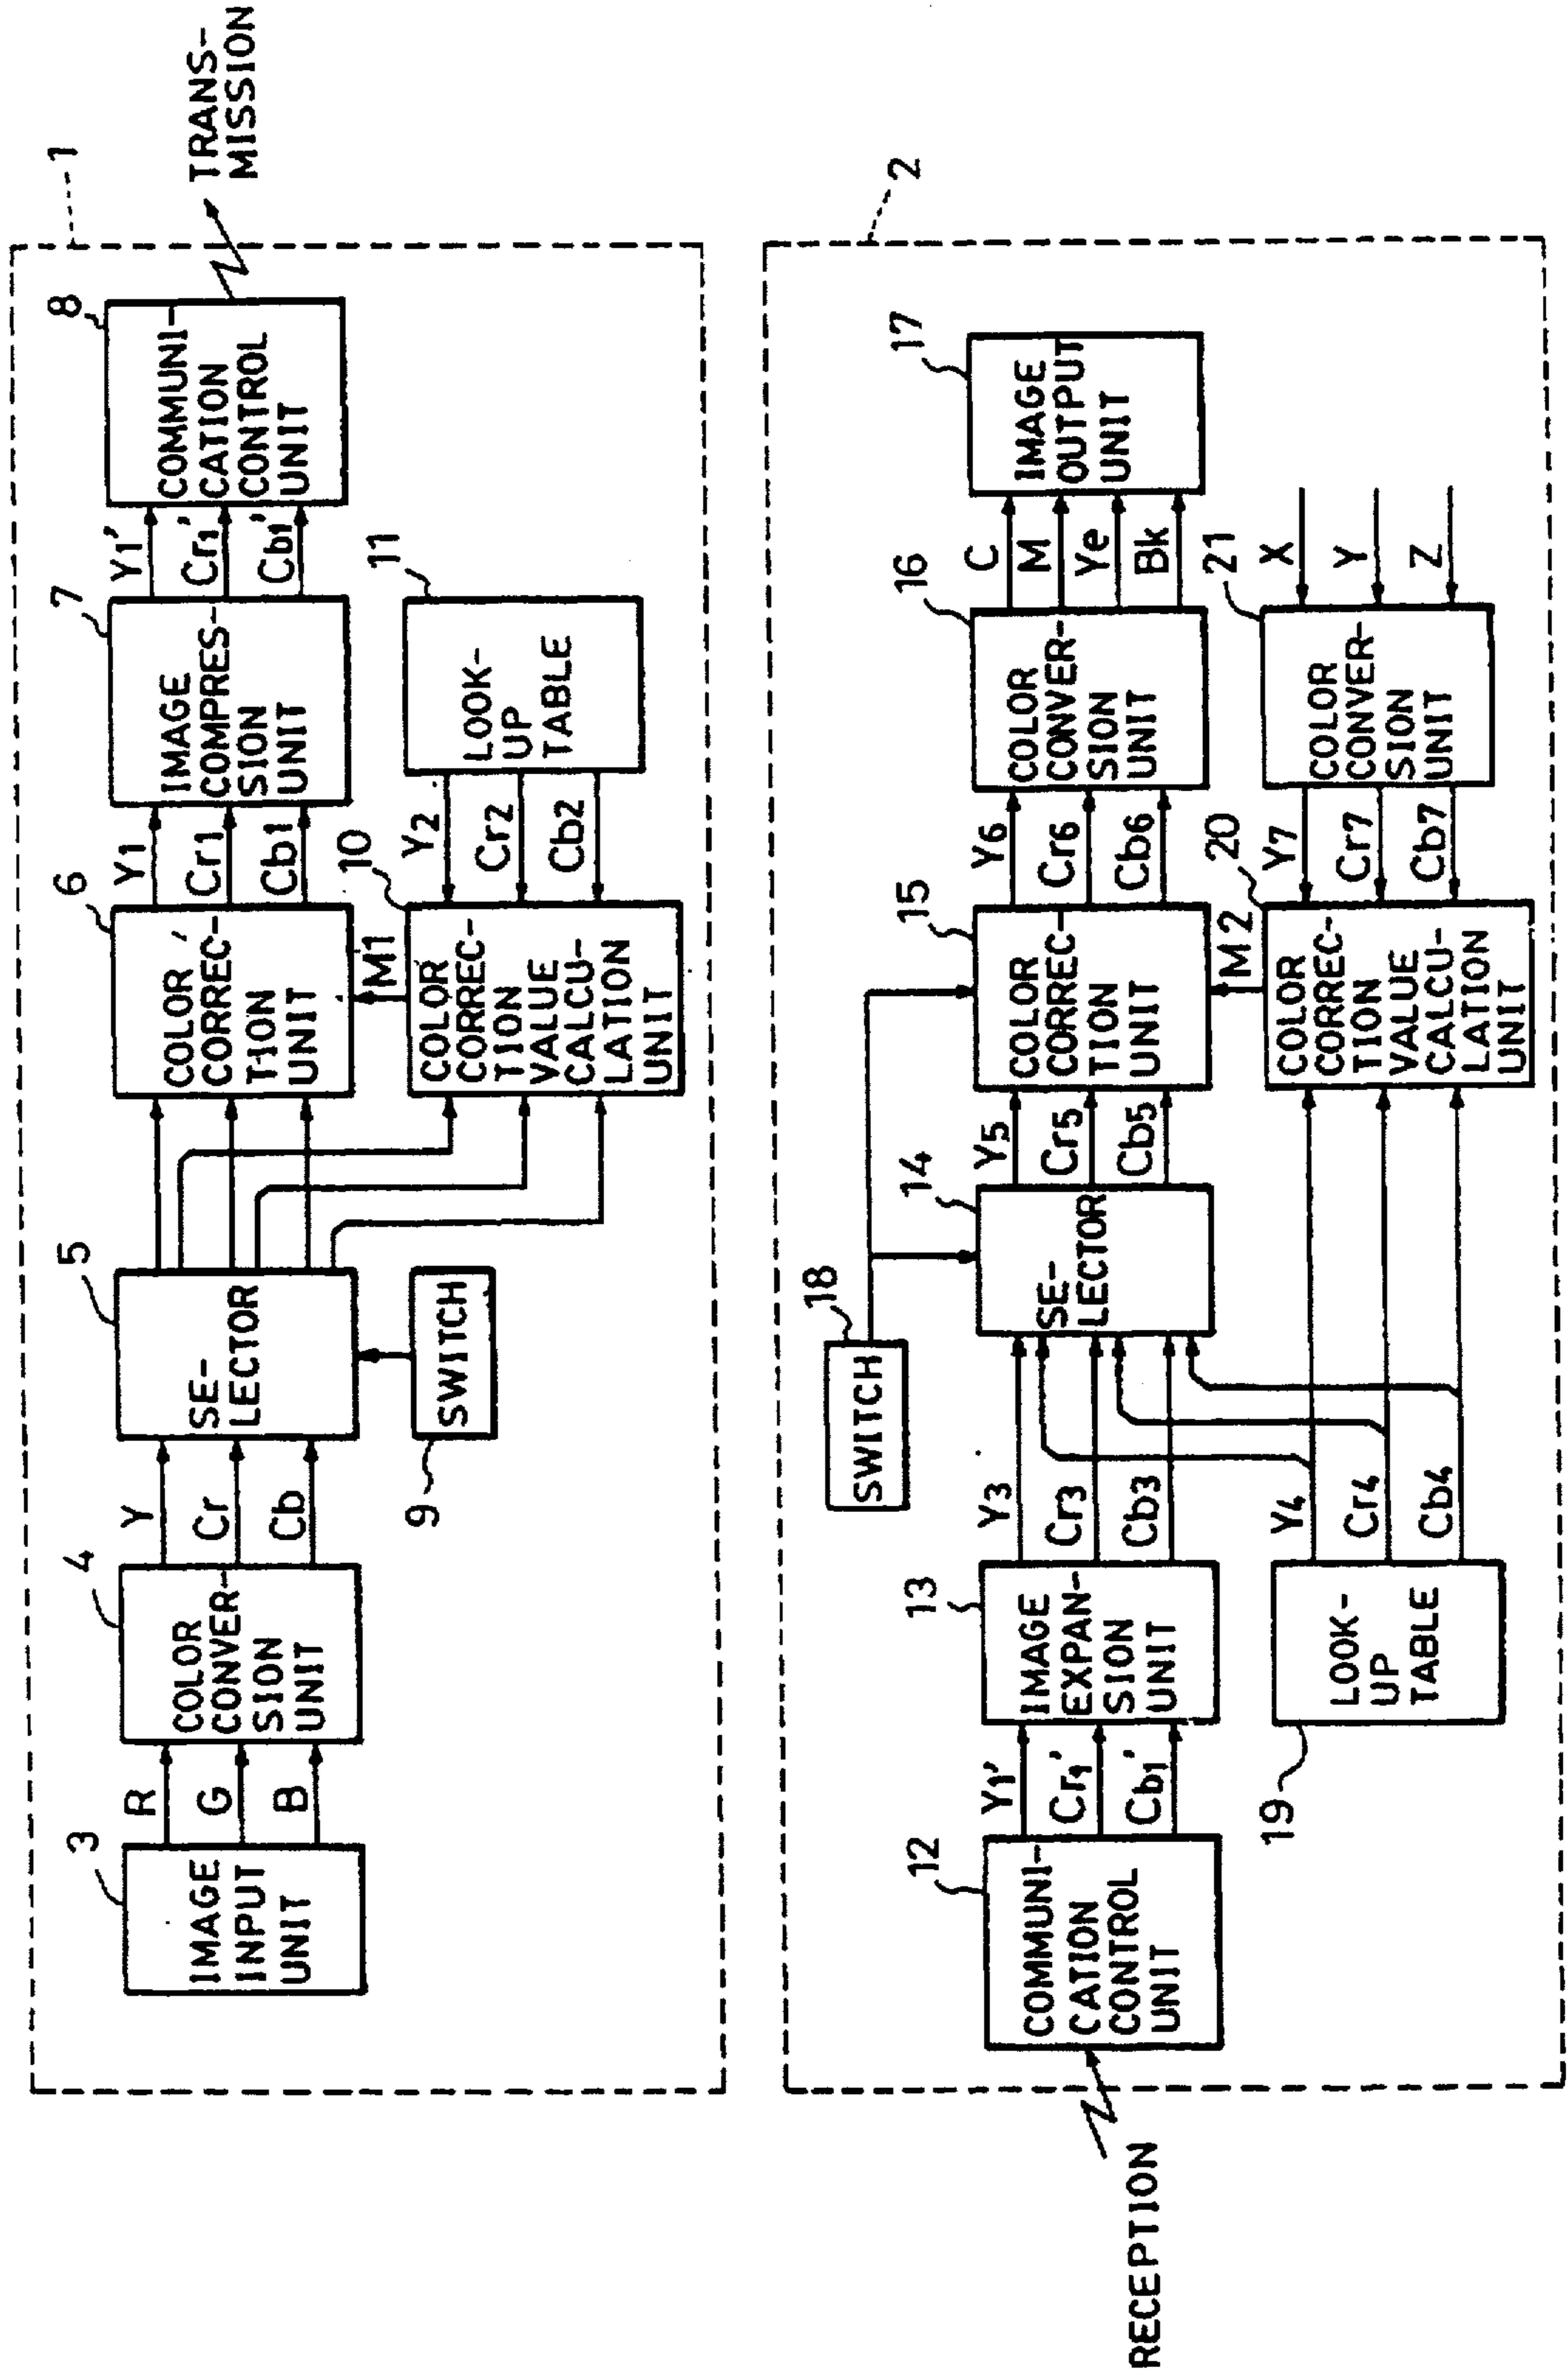 1
TRANS-
MISSION
3
IMAGE
INPUT
UNIT
R
G
B
4
COLOR
CONVER-
SION
UNIT
Y
Cr
Cb
5
SE-
LECTOR
9
SWITCH
6
COLOR
CORREC-
TION
UNIT
M1
Y1
Cr1
Cb1
7
IMAGE
COMPRES-
SION
UNIT
Y1'
Cr1'
Cb1'
8
COMMUNI-
CATION
CONTROL
UNIT
10
COLOR
CORREC-
TION
VALUE
CALCU-
LATION
UNIT
Y2
Cr2
Cb2
11
LOOK-
UP
TABLE
2
RECEPTION
12
COMMUNI-
CATION
CONTROL
UNIT
Y1'
Cr1'
Cb1'
13
IMAGE
EXPAN-
SION
UNIT
Y3
Cr3
Cb3
18
SWITCH
14
SE-
LECTOR
Y5
Cr5
Cb5
15
COLOR
CORREC-
TION
UNIT
Y6
Cr6
Cb6
16
COLOR
CONVER-
SION
UNIT
C
M
Ye
Bk
17
IMAGE
OUTPUT
UNIT
19
LOOK-
UP
TABLE
Y4
Cr4
Cb4
M2
20
COLOR
CORREC-
TION
VALUE
CALCU-
LATION
UNIT
Y7
Cr7
Cb7
21
COLOR
CONVER-
SION
UNIT
X
Y
Z